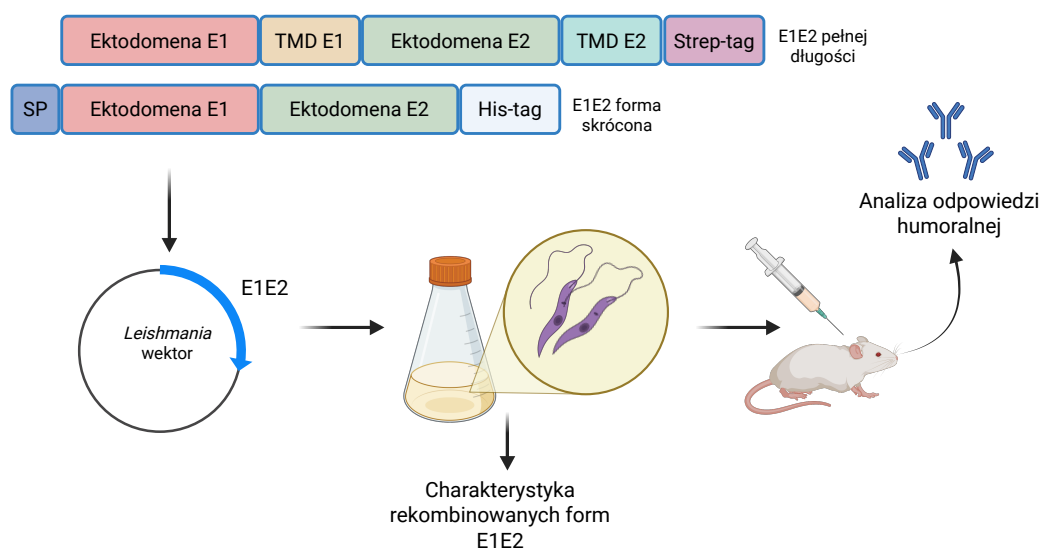 Ektodomena E1 TMD E1 Ektodomena E2 TMD E2 Strep-tag
E1E2 pełnej
długości
SP Ektodomena E1 Ektodomena E2 His-tag
E1E2 forma
skrócona
Analiza odpowiedzi
humoralnej
E1E2
Leishmania
wektor
Charakterystyka
rekombinowanych form
E1E2